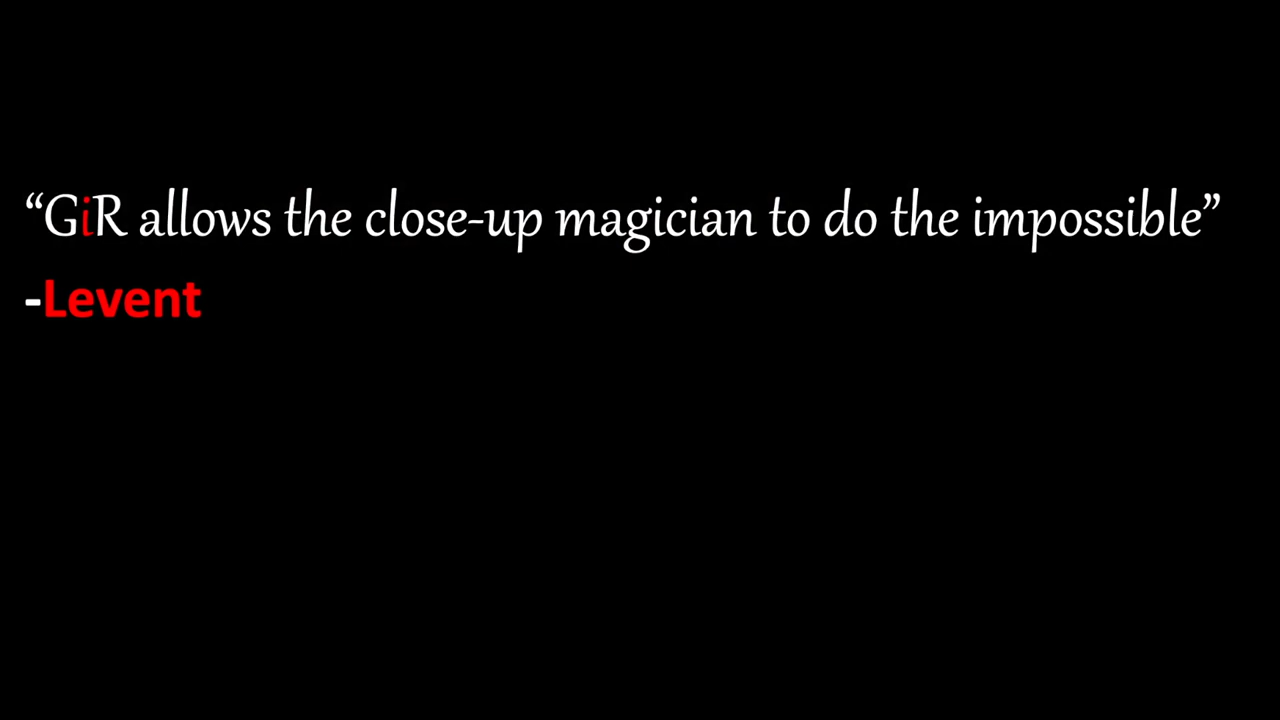 “GiR allows the close-up magician to do the impossible”
-Levent